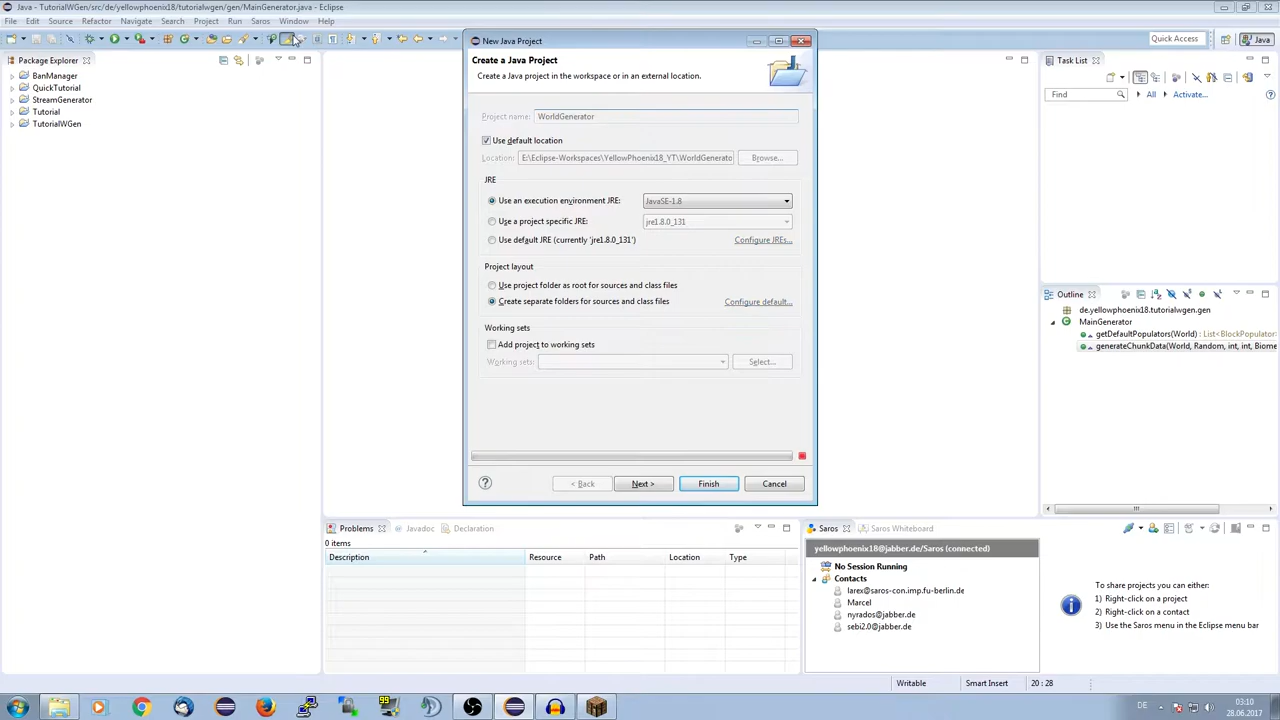 Java - TutorialWGen/src/de/yellowphoenix18/tutorialwgen/gen/MainGenerator.java - Eclipse
File Edit Source Refactor Navigate Search Project Run Saros Window Help
Quick Access
Java
Package Explorer
BanManager
QuickTutorial
StreamGenerator
Tutorial
TutorialWGen
New Java Project
Create a Java Project
Create a Java project in the workspace or in an external location.
Project name: WorldGenerator
Use default location
Location: E:\Eclipse-Workspaces\YellowPhoenix18_YT\WorldGenerato Browse...
JRE
Use an execution environment JRE: JavaSE-1.8
Use a project specific JRE: jre1.8.0_131
Use default JRE (currently 'jre1.8.0_131') Configure JREs...
Project layout
Use project folder as root for sources and class files
Create separate folders for sources and class files Configure default...
Working sets
Add project to working sets
Working sets: Select...
? < Back Next > Finish Cancel
Task List
Find All Activate...
Outline
de.yellowphoenix18.tutorialwgen.gen
MainGenerator
getDefaultPopulators(World) : List<BlockPopulator
generateChunkData(World, Random, int, int, Biome
Problems Javadoc Declaration
0 items
Description Resource Path Location Type
Saros Saros Whiteboard
yellowphoenix18@jabber.de/Saros (connected)
No Session Running
Contacts
larex@saros-con.imp.fu-berlin.de
Marcel
nyrados@jabber.de
sebi2.0@jabber.de
To share projects you can either:
1) Right-click on a project
2) Right-click on a contact
3) Use the Saros menu in the Eclipse menu bar
Writable Smart Insert 20 : 28
99
DE 03:10
28.06.2017